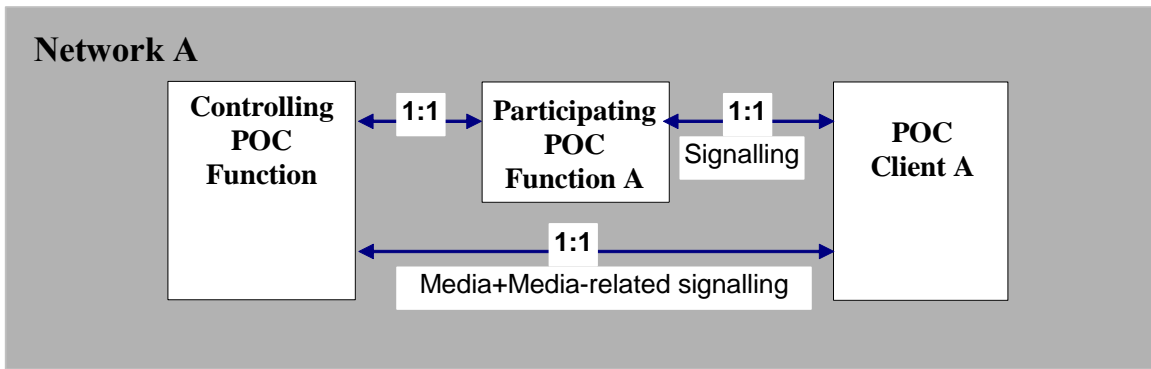 Network A
Controlling
POC
Function
1:1
Participating
POC
Function A
1:1
Signalling
POC
Client A
1:1
Media+Media-related signalling